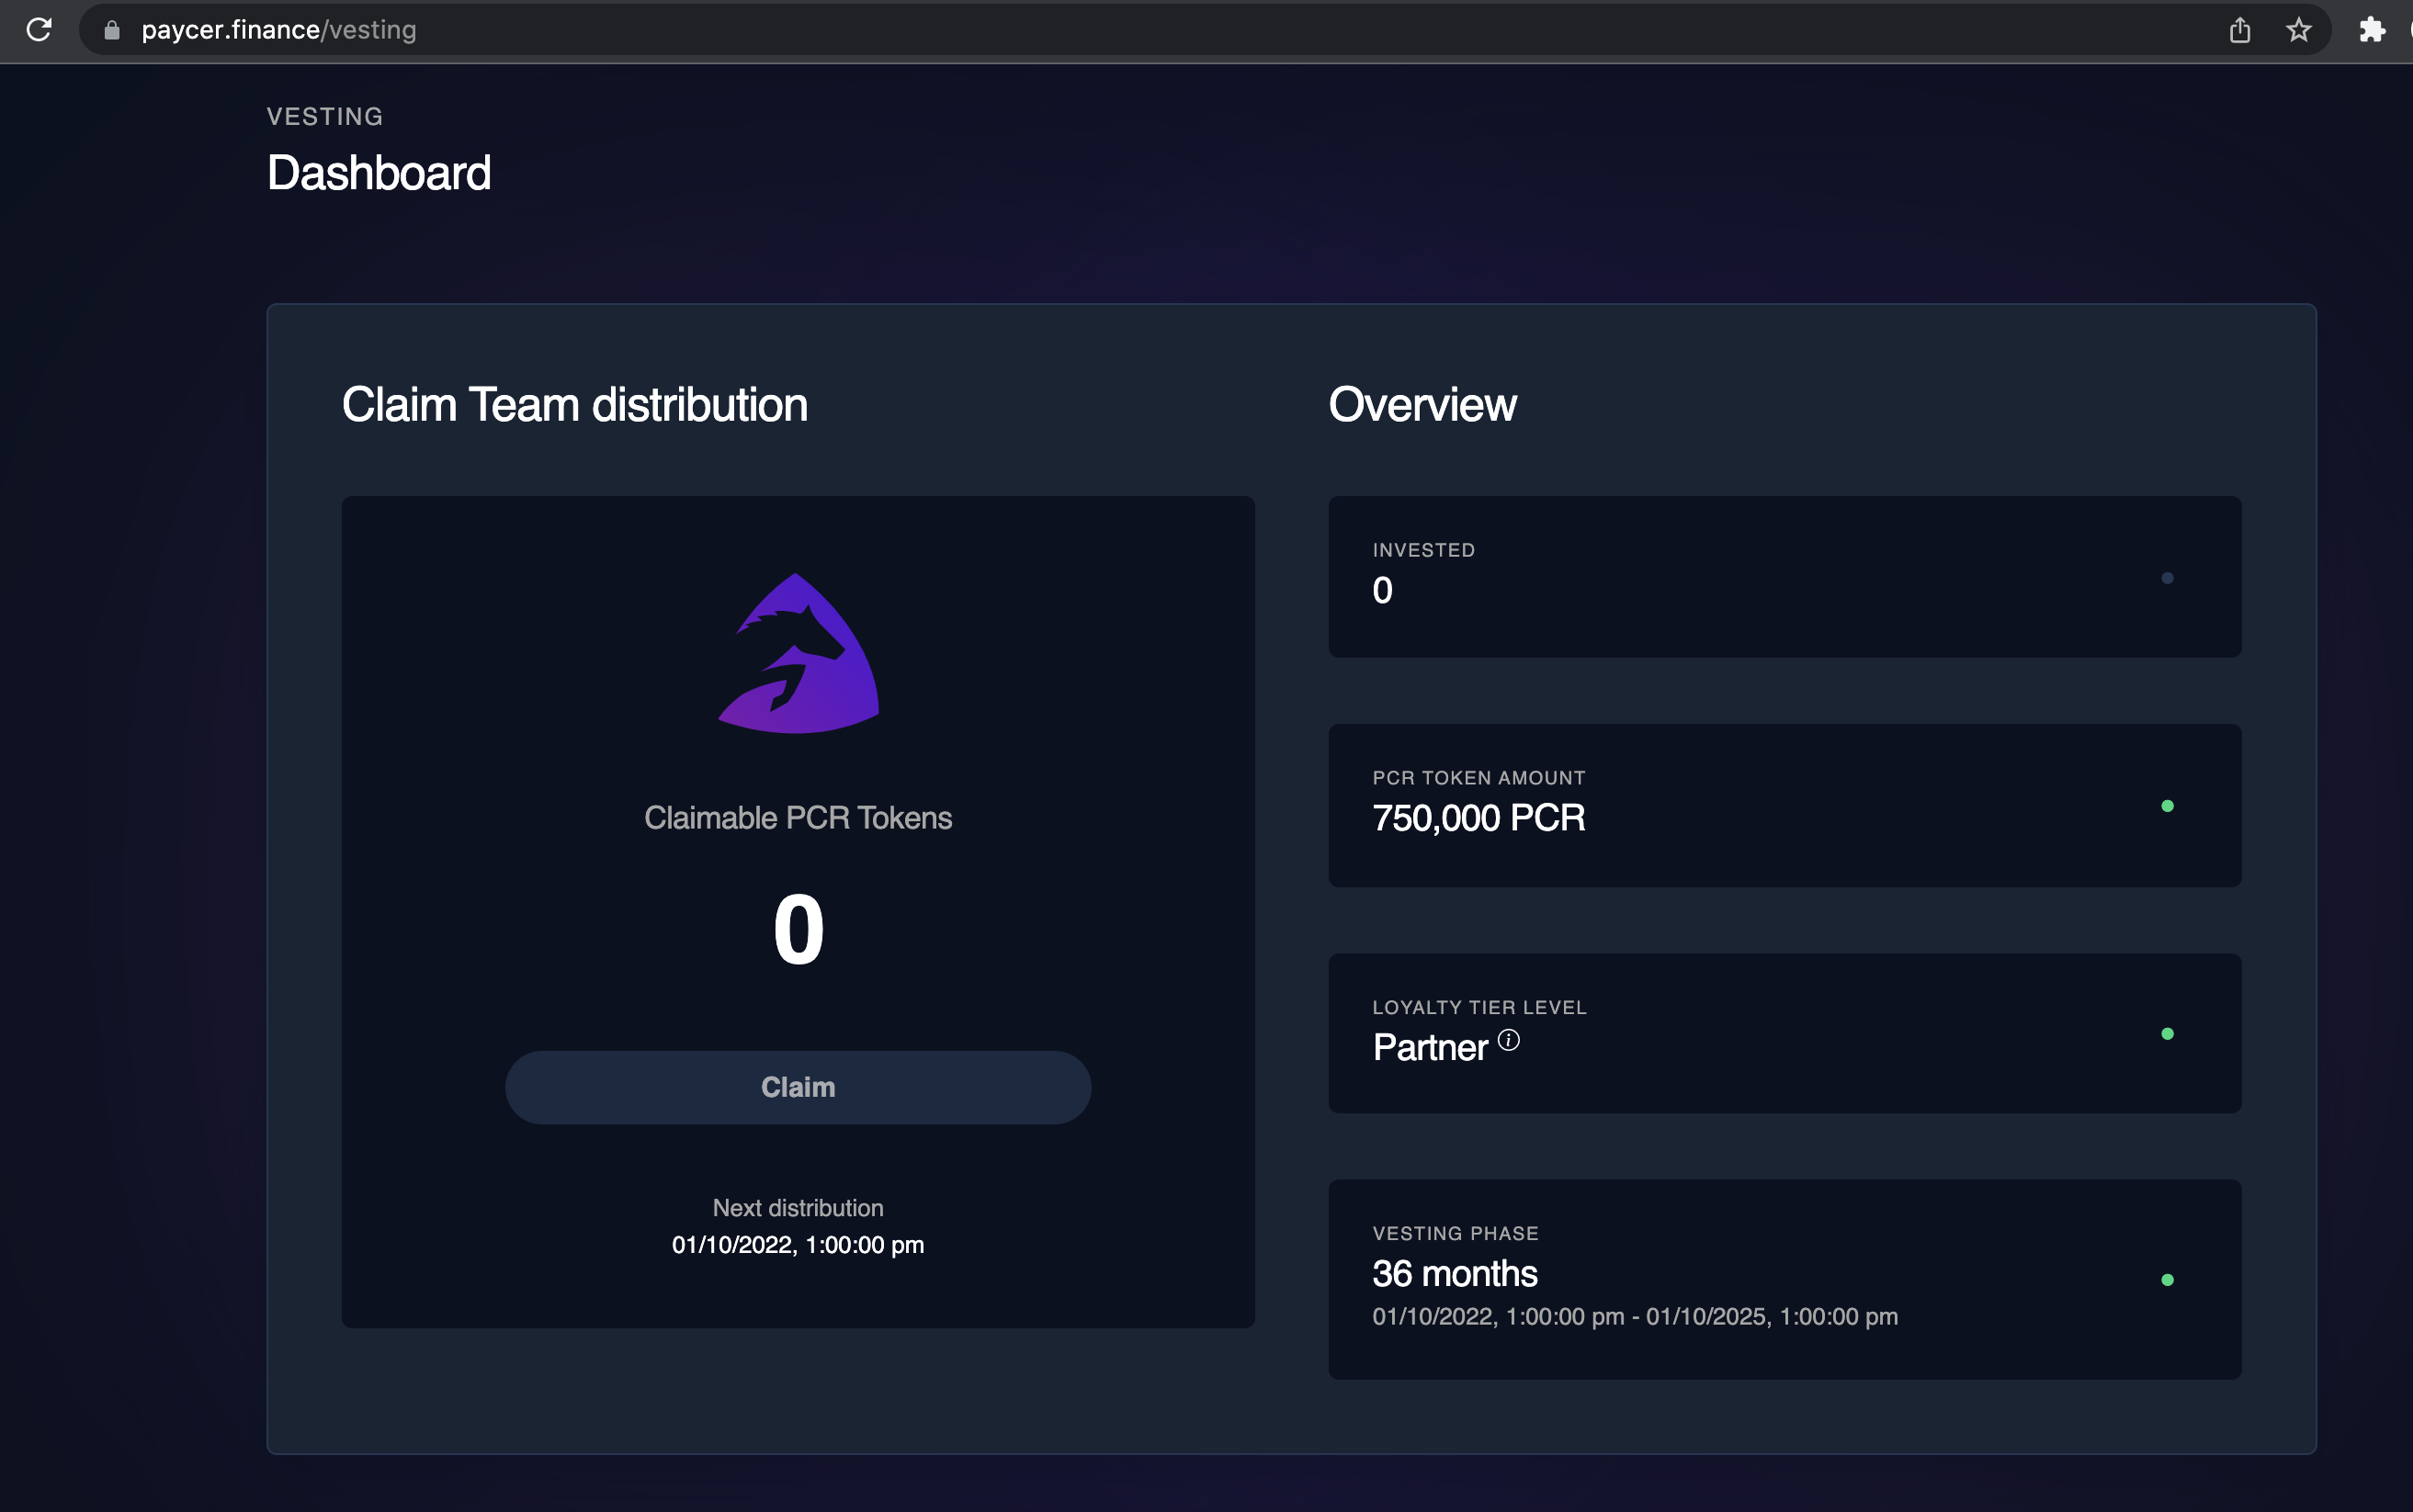 paycer.finance/vesting
VESTING
Dashboard
Claim Team distribution
Claimable PCR Tokens
0
Claim
Next distribution
01/10/2022, 1:00:00 pm
Overview
INVESTED
0
PCR TOKEN AMOUNT
750,000 PCR
LOYALTY TIER LEVEL
Partner
VESTING PHASE
36 months
01/10/2022, 1:00:00 pm - 01/10/2025, 1:00:00 pm